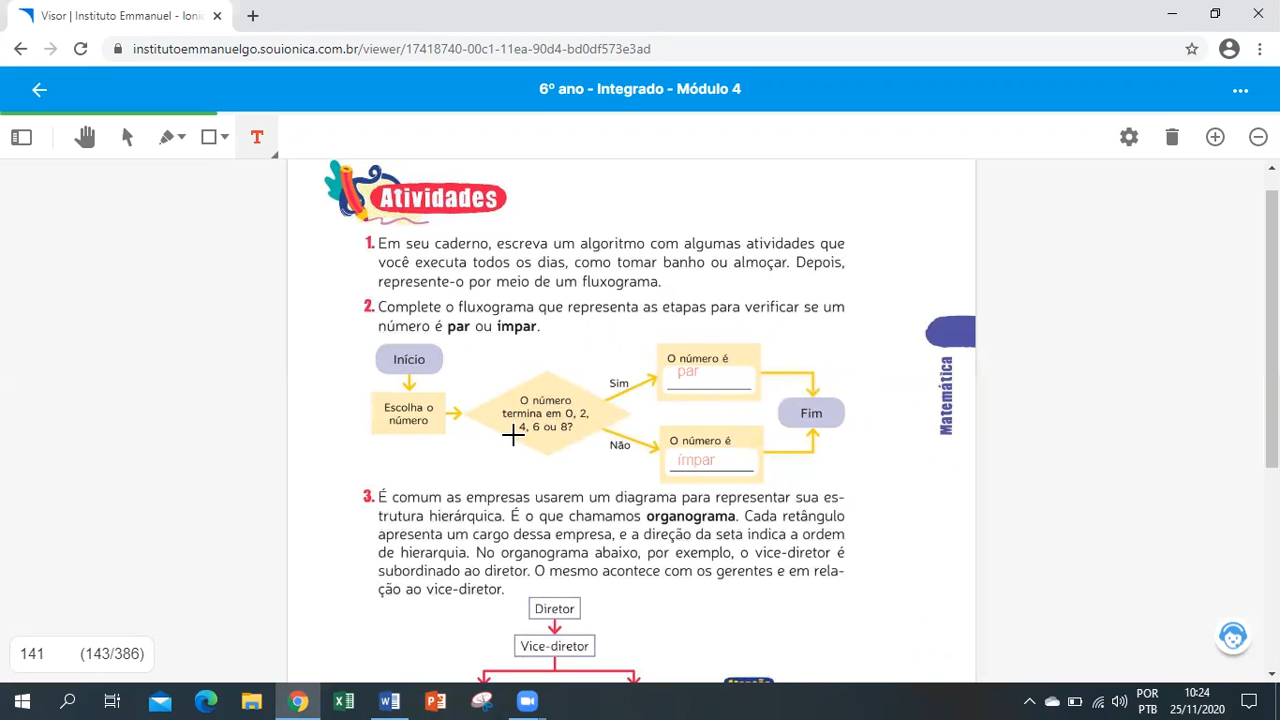 Visor | Instituto Emmanuel - Ionic
institutoemmanuelgo.souionica.com.br/viewer/17418740-00c1-11ea-90d4-bd0df573e3ad
6º ano - Integrado - Módulo 4
T
Atividades
1. Em seu caderno, escreva um algoritmo com algumas atividades que
você executa todos os dias, como tomar banho ou almoçar. Depois,
represente-o por meio de um fluxograma.
2. Complete o fluxograma que representa as etapas para verificar se um
número é par ou ímpar.
Início
Escolha o
número
O número
termina em 0, 2,
4, 6 ou 8?
Sim
Não
O número é
par
O número é
ímpar
Fim
Matemática
3. É comum as empresas usarem um diagrama para representar sua es-
trutura hierárquica. É o que chamamos organograma. Cada retângulo
apresenta um cargo dessa empresa, e a direção da seta indica a ordem
de hierarquia. No organograma abaixo, por exemplo, o vice-diretor é
subordinado ao diretor. O mesmo acontece com os gerentes e em rela-
ção ao vice-diretor.
Diretor
Vice-diretor
141 (143/386)
POR
PTB
10:24
25/11/2020